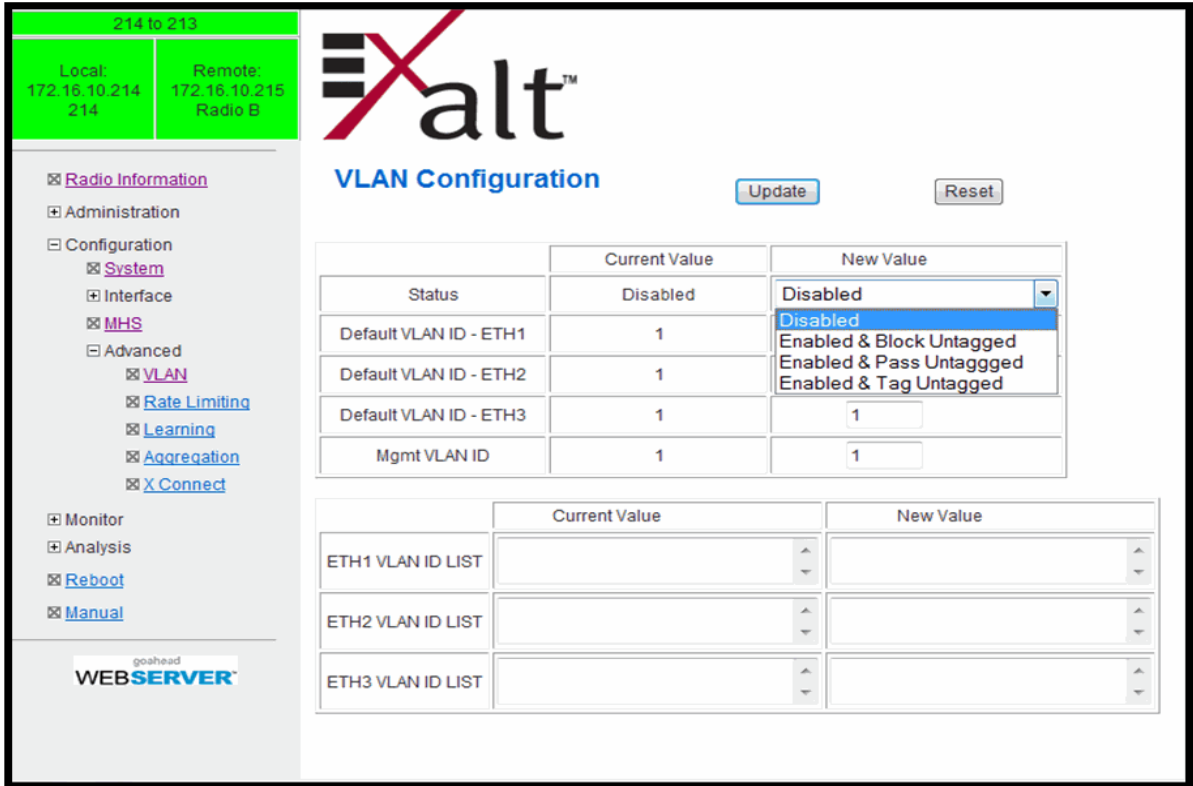 214 to 213
Local:
172.16.10.214
214
Remote:
172.16.10.215
Radio B
EXalt™
Radio Information
Administration
Configuration
System
Interface
MHS
Advanced
VLAN
Rate Limiting
Learning
Aggregation
X Connect
Monitor
Analysis
Reboot
Manual
goahead
WEBSERVER™
VLAN Configuration
Update
Reset
Current Value New Value
Status Disabled Disabled
Disabled
Enabled & Block Untagged
Enabled & Pass Untaggged
Enabled & Tag Untagged
Default VLAN ID - ETH1 1
Default VLAN ID - ETH2 1
Default VLAN ID - ETH3 1 1
Mgmt VLAN ID 1 1
Current Value New Value
ETH1 VLAN ID LIST
ETH2 VLAN ID LIST
ETH3 VLAN ID LIST